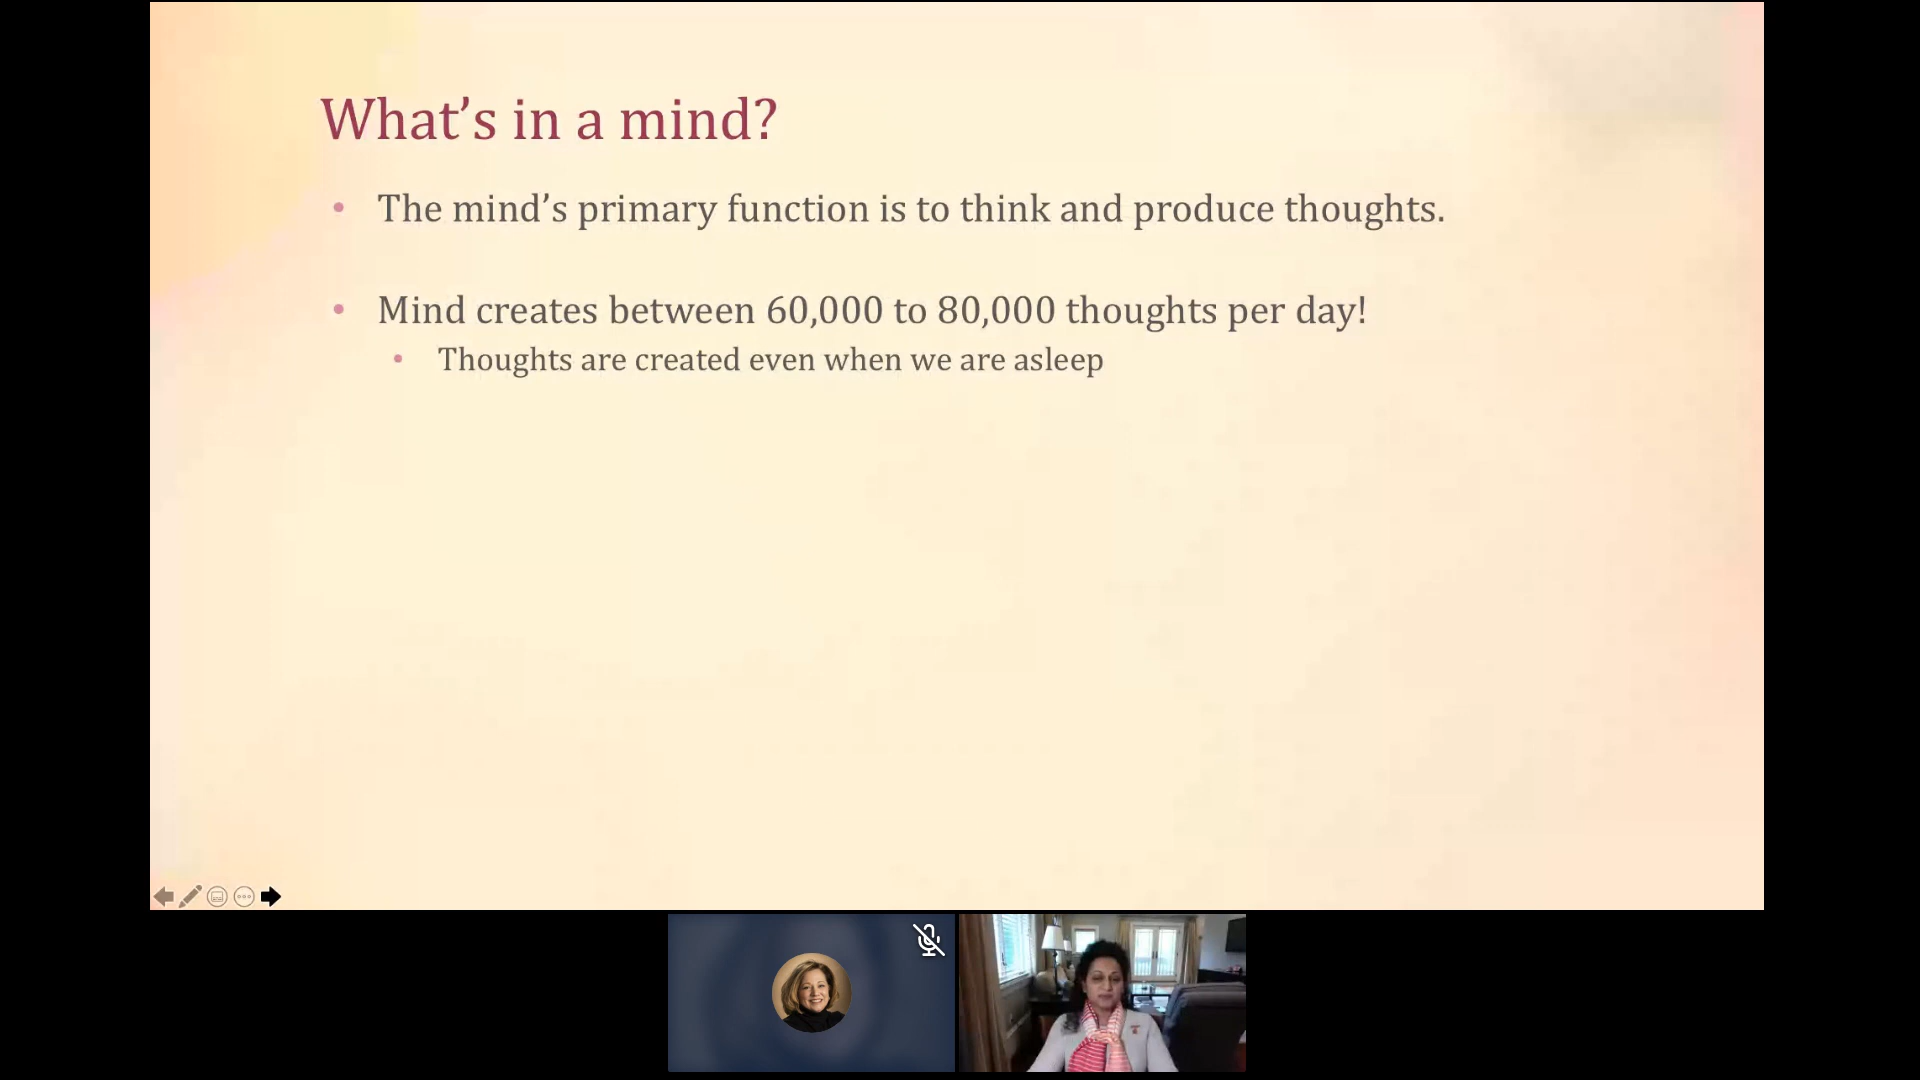 What’s in a mind?
• The mind’s primary function is to think and produce thoughts.
• Mind creates between 60,000 to 80,000 thoughts per day!
• Thoughts are created even when we are asleep